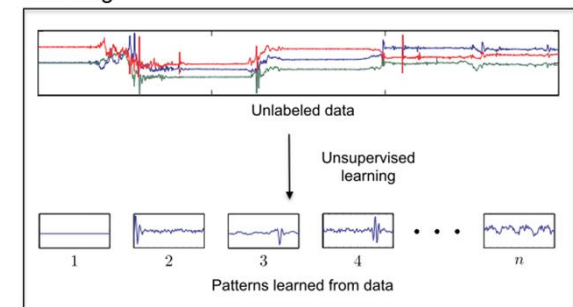 Unlabeled data
Unsupervised
learning
1 2 3 4 • • • n
Patterns learned from data